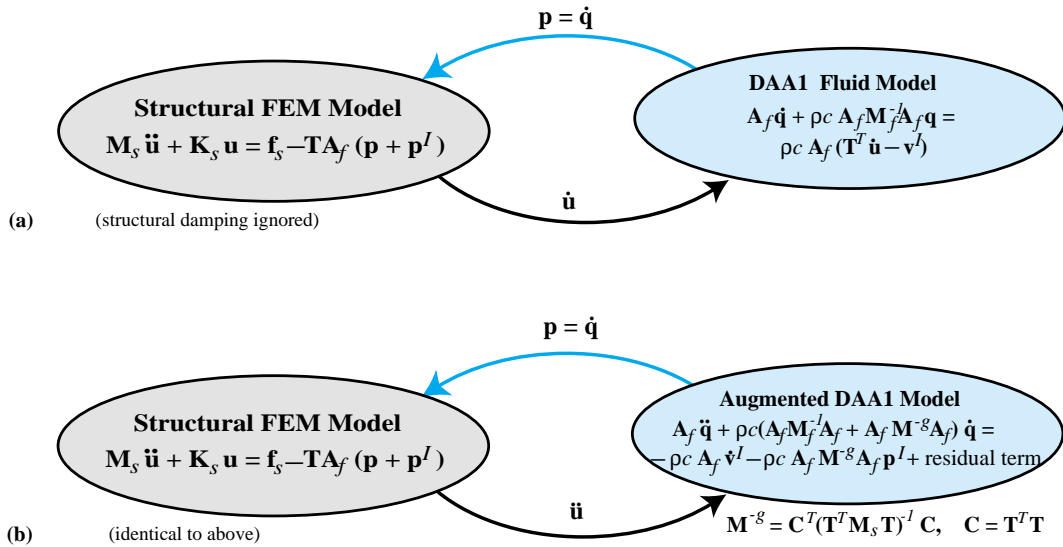 p = q̇
Structural FEM Model
M_s ü + K_s u = f_s – TA_f (p + p^I)
DAA1 Fluid Model
A_f q̇ + ρc A_f M_f^{-1} A_f q =
ρc A_f (T^T u̇ – v^I)
u̇
(a) (structural damping ignored)
p = q̇
Structural FEM Model
M_s ü + K_s u = f_s – TA_f (p + p^I)
Augmented DAA1 Model
A_f q̈ + ρc(A_f M_f^{-1} A_f + A_f M^{-g} A_f) q̇ =
– ρc A_f v̇^I – ρc A_f M^{-g} A_f p^I + residual term
ü
M^{-g} = C^T (T^T M_s T)^{-1} C, C = T^T T
(b) (identical to above)